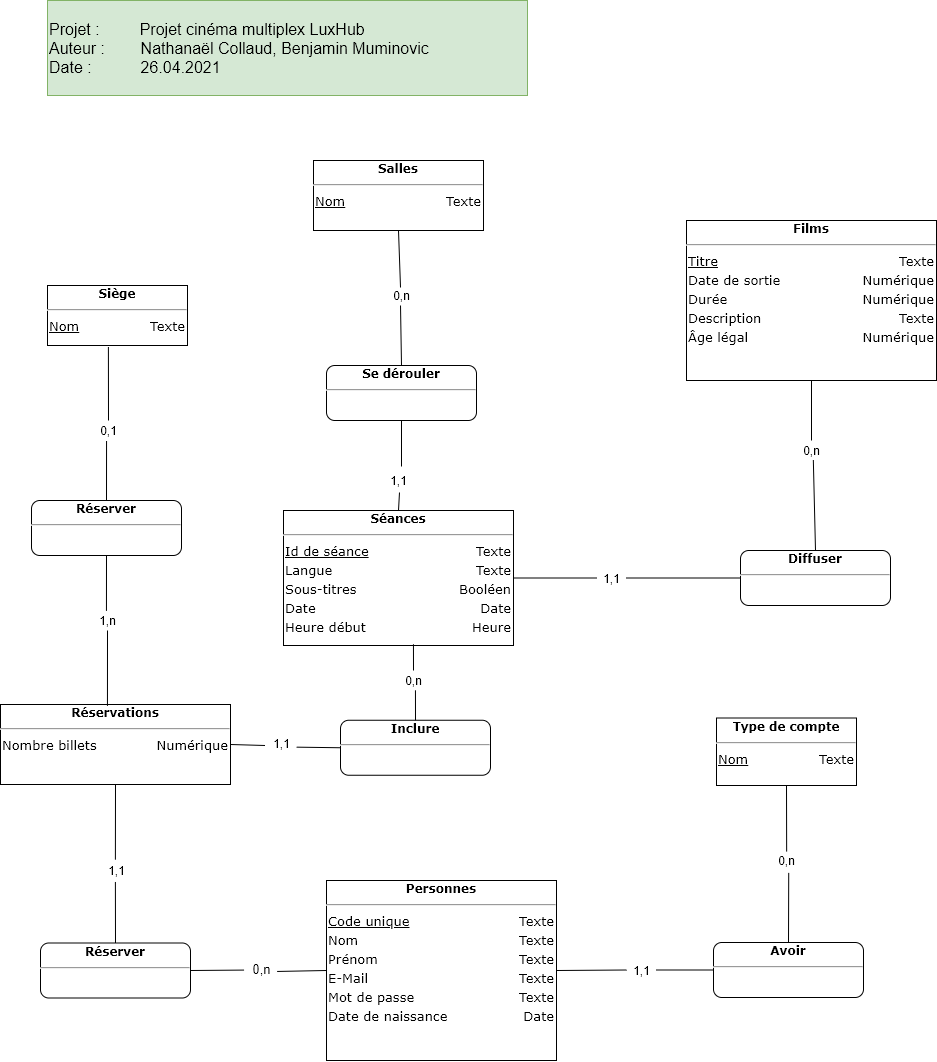 Projet : Projet cinéma multiplex LuxHub
Auteur : Nathanaël Collaud, Benjamin Muminovic
Date : 26.04.2021
Salles
Nom Texte
0,n
Se dérouler
1,1
Films
Titre Texte
Date de sortie Numérique
Durée Numérique
Description Texte
Âge légal Numérique
0,n
Diffuser
1,1
Siège
Nom Texte
0,1
Réserver
1,n
Séances
Id de séance Texte
Langue Texte
Sous-titres Booléen
Date Date
Heure début Heure
0,n
Inclure
1,1
Réservations
Nombre billets Numérique
1,1
Réserver
0,n
Type de compte
Nom Texte
0,n
Avoir
1,1
Personnes
Code unique Texte
Nom Texte
Prénom Texte
E-Mail Texte
Mot de passe Texte
Date de naissance Date